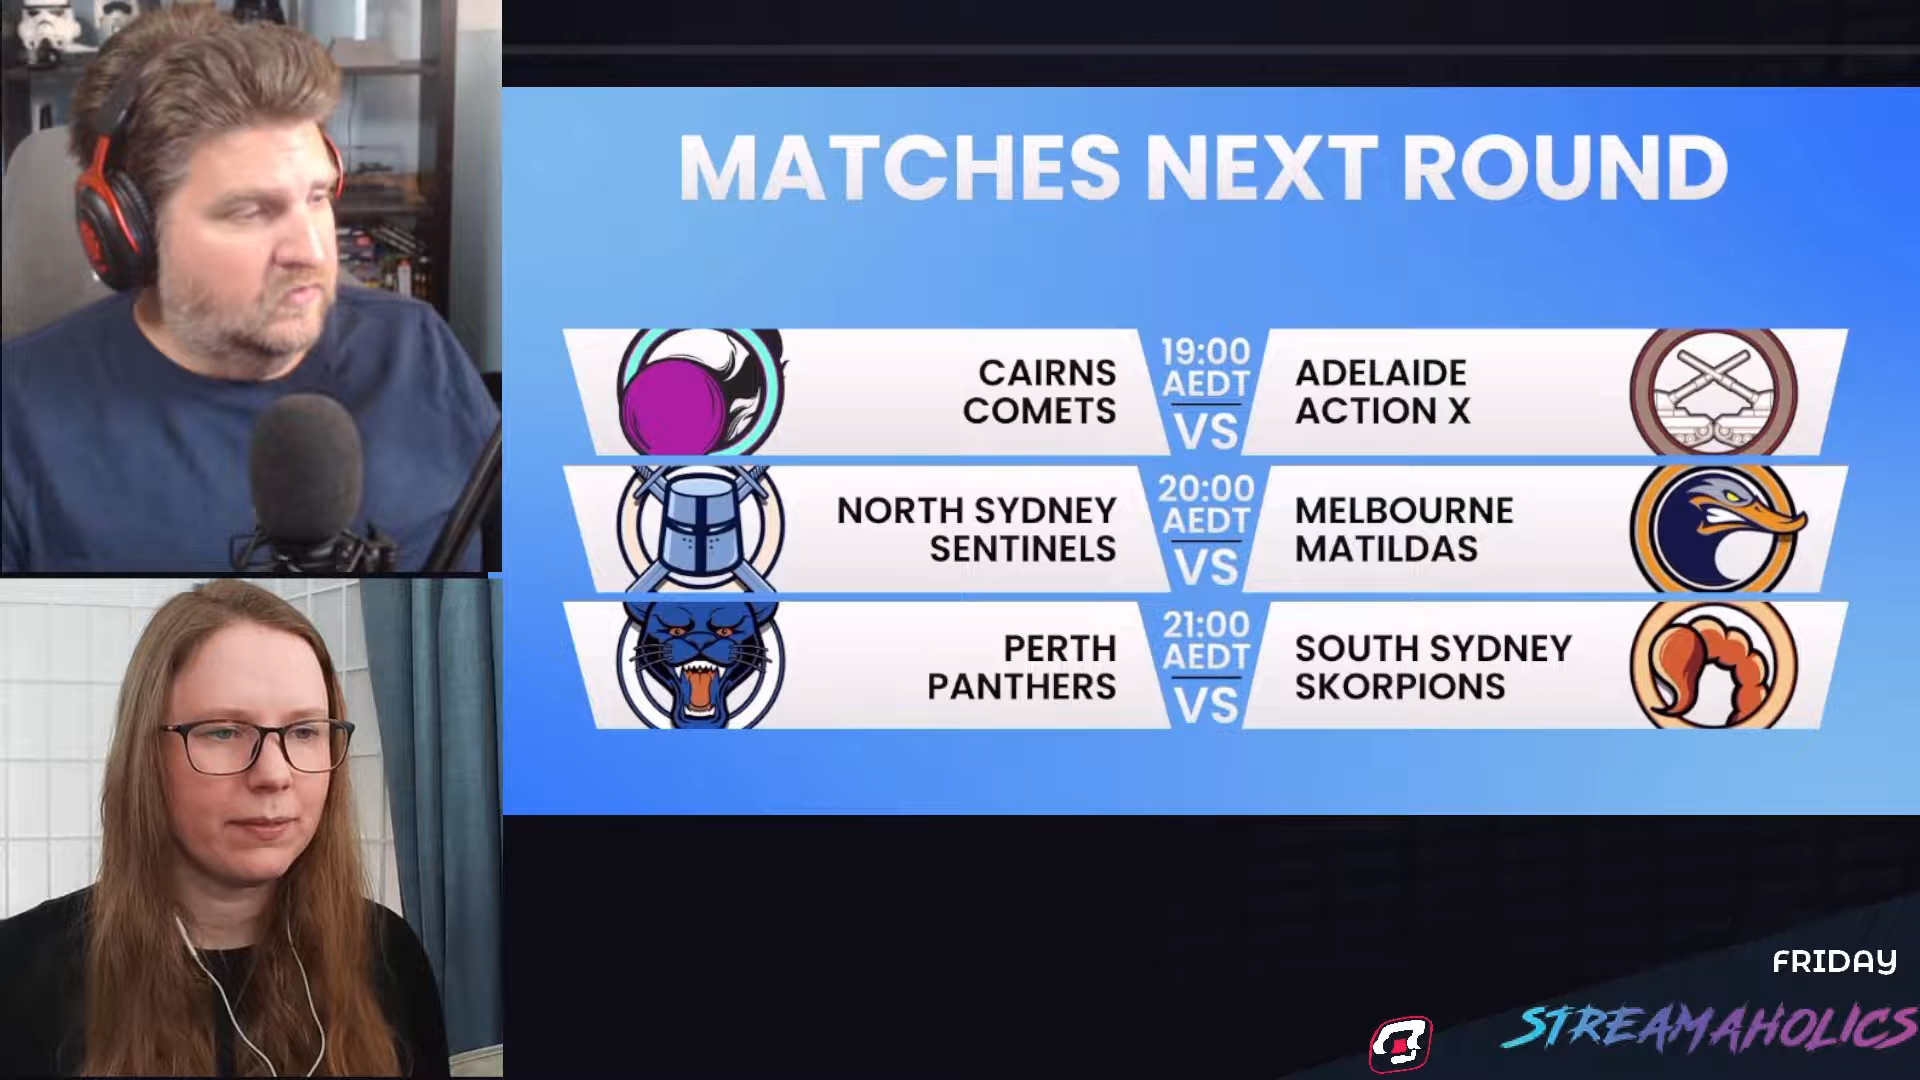 MATCHES NEXT ROUND
CAIRNS
COMETS
19:00
AEDT
VS
ADELAIDE
ACTION X
NORTH SYDNEY
SENTINELS
20:00
AEDT
VS
MELBOURNE
MATILDAS
PERTH
PANTHERS
21:00
AEDT
VS
SOUTH SYDNEY
SKORPIONS
FRIDAY
STREAMAHOLICS